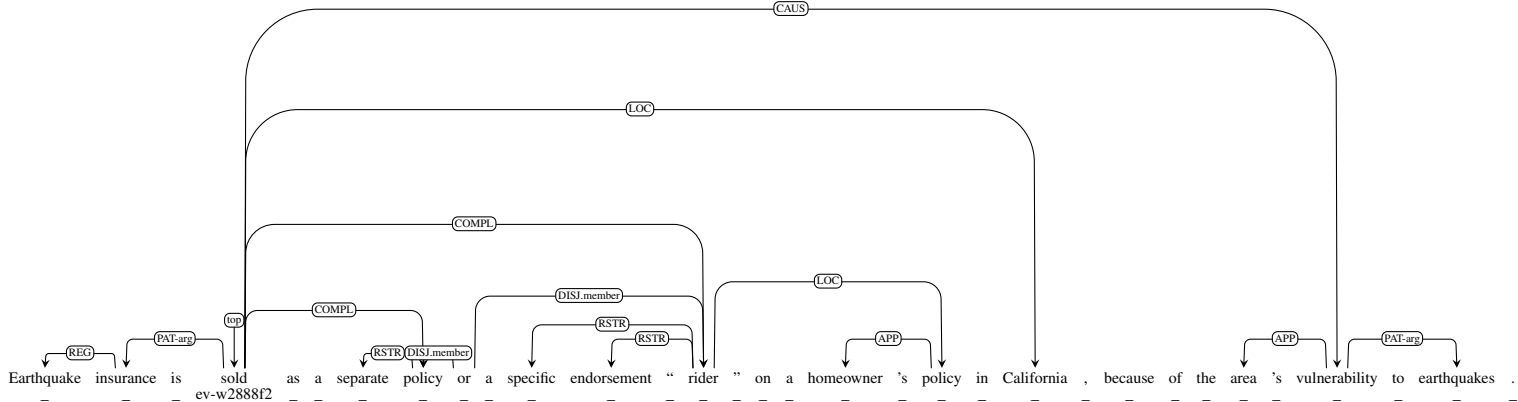 CAUS
LOC
COMPL
LOC
DISJ.member
COMPL
top
RSTR
PAT-arg
RSTR
APP
APP
PAT-arg
REG
RSTR
DISJ.member
Earthquake insurance is sold as a separate policy or a specific endorsement “ rider ” on a homeowner ’s policy in California , because of the area ’s vulnerability to earthquakes .
_ _ _ ev-w2888f2 _ _ _ _ _ _ _ _ _ _ _ _ _ _ _ _ _ _ _ _ _ _ _ _ _ _ _ _